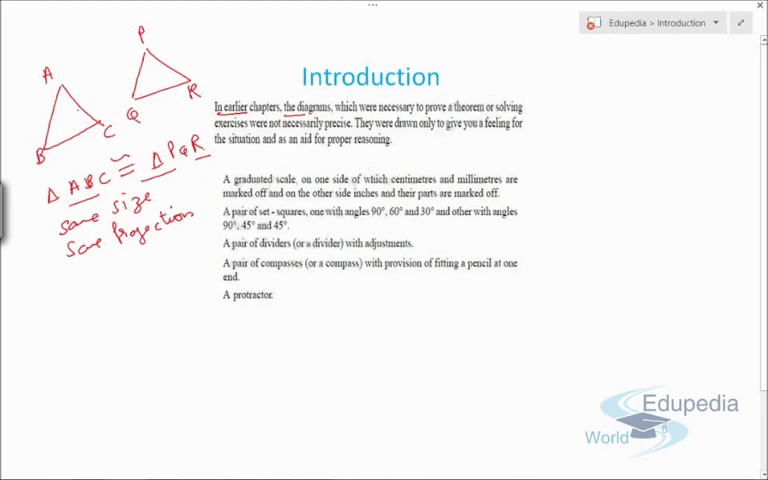 Edupedia > Introduction
P
A
R
Q
C
B
Δ ABC ≅ Δ PQR
same size
Same Projections
Introduction
In earlier chapters, the diagrams, which were necessary to prove a theorem or solving
exercises were not necessarily precise. They were drawn only to give you a feeling for
the situation and as an aid for proper reasoning.
A graduated scale, on one side of which centimetres and millimetres are
marked off and on the other side inches and their parts are marked off.
A pair of set - squares, one with angles 90°, 60° and 30° and other with angles
90°, 45° and 45°.
A pair of dividers (or a divider) with adjustments.
A pair of compasses (or a compass) with provision of fitting a pencil at one
end.
A protractor.
Edupedia
World